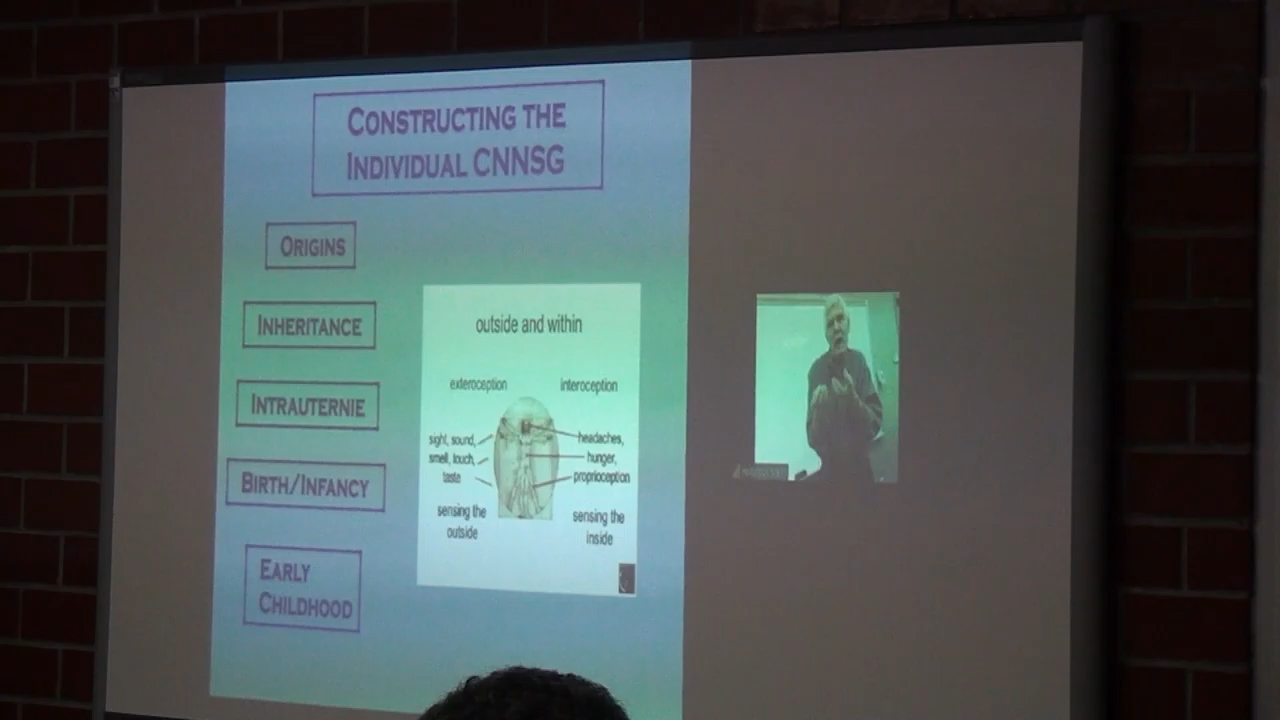 CONSTRUCTING THE
INDIVIDUAL CNNSG
ORIGINS
INHERITANCE
INTRAUTERNIE
BIRTH/INFANCY
EARLY
CHILDHOOD
outside and within
exteroception
interoception
sight, sound,
smell, touch,
taste
headaches,
hunger,
proprioception
sensing the
outside
sensing the
inside